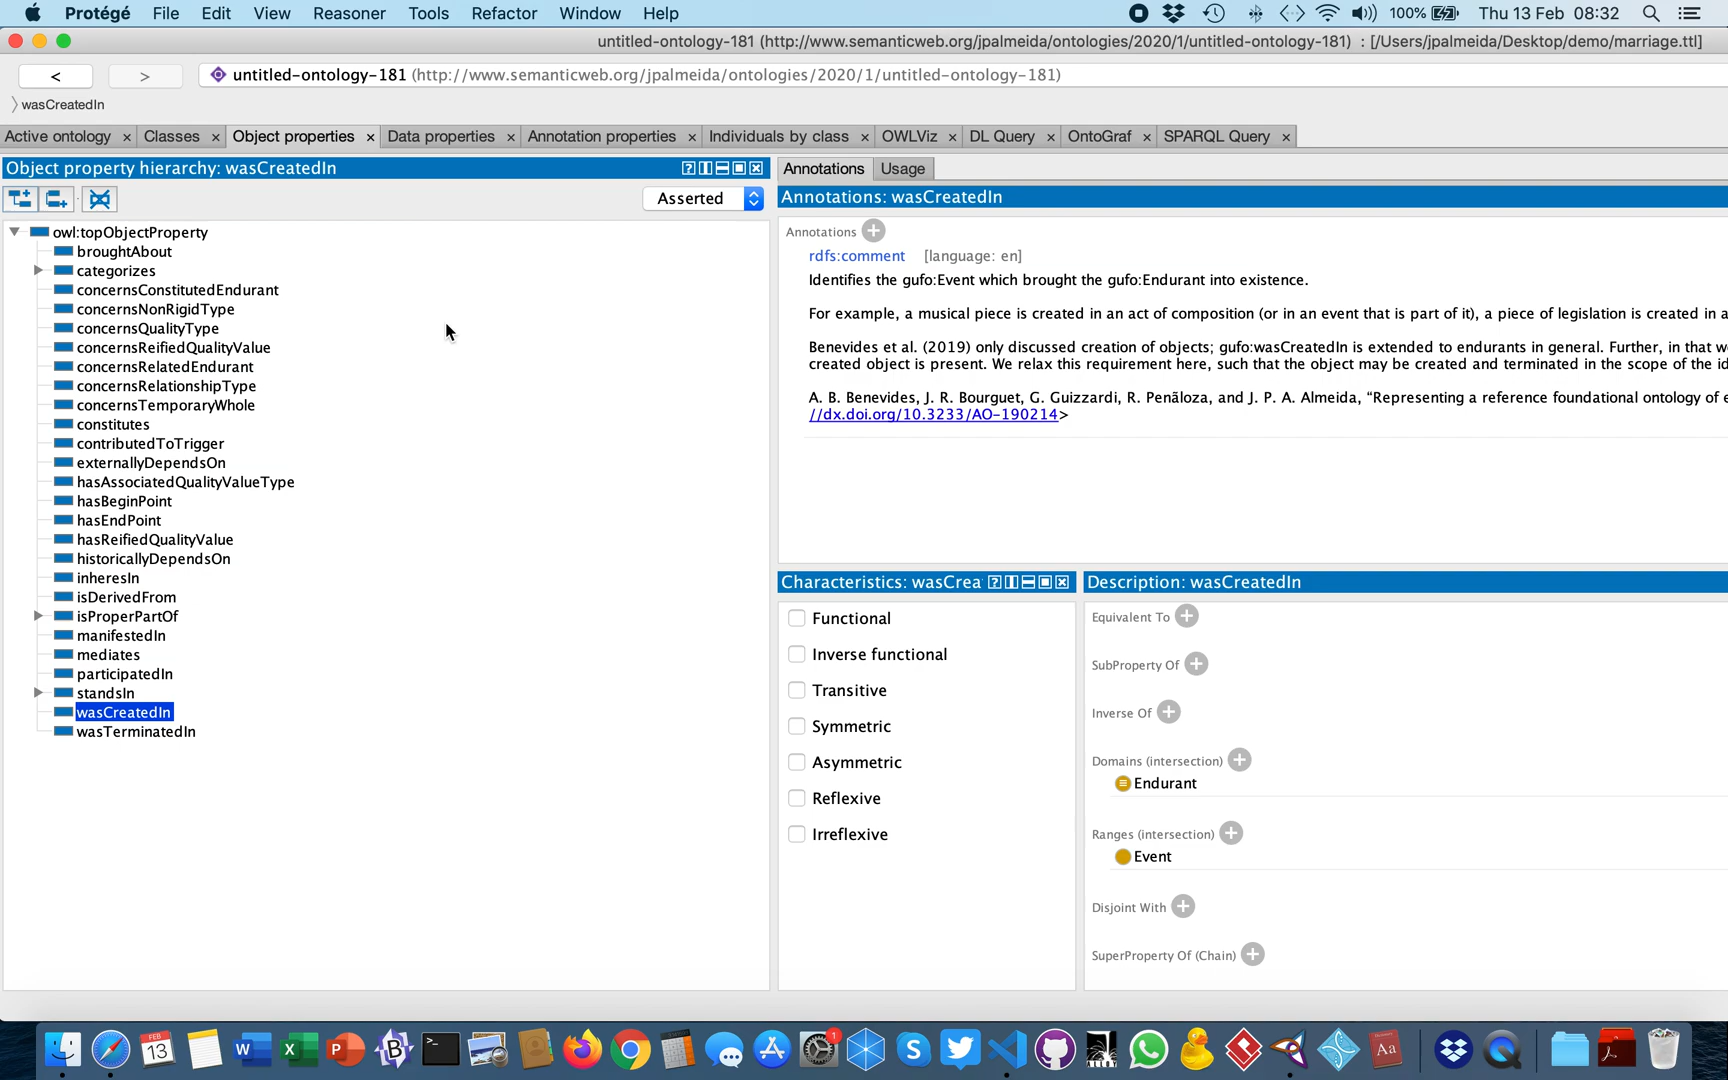 Protégé File Edit View Reasoner Tools Refactor Window Help 100% Thu 13 Feb 08:32
untitled-ontology-181 (http://www.semanticweb.org/jpalmeida/ontologies/2020/1/untitled-ontology-181) : [/Users/jpalmeida/Desktop/demo/marriage.ttl]
< > untitled-ontology-181 (http://www.semanticweb.org/jpalmeida/ontologies/2020/1/untitled-ontology-181)
〉wasCreatedIn
Active ontology × Classes × Object properties × Data properties × Annotation properties × Individuals by class × OWLViz × DL Query × OntoGraf × SPARQL Query ×
Object property hierarchy: wasCreatedIn
Asserted
owl:topObjectProperty
broughtAbout
categorizes
concernsConstitutedEndurant
concernsNonRigidType
concernsQualityType
concernsReifiedQualityValue
concernsRelatedEndurant
concernsRelationshipType
concernsTemporaryWhole
constitutes
contributedToTrigger
externallyDependsOn
hasAssociatedQualityValueType
hasBeginPoint
hasEndPoint
hasReifiedQualityValue
historicallyDependsOn
inheresIn
isDerivedFrom
isProperPartOf
manifestedIn
mediates
participatedIn
standsIn
wasCreatedIn
wasTerminatedIn
Annotations Usage
Annotations: wasCreatedIn
Annotations
rdfs:comment [language: en]
Identifies the gufo:Event which brought the gufo:Endurant into existence.
For example, a musical piece is created in an act of composition (or in an event that is part of it), a piece of legislation is created in a
Benevides et al. (2019) only discussed creation of objects; gufo:wasCreatedIn is extended to endurants in general. Further, in that w
created object is present. We relax this requirement here, such that the object may be created and terminated in the scope of the id
A. B. Benevides, J. R. Bourguet, G. Guizzardi, R. Penãloza, and J. P. A. Almeida, “Representing a reference foundational ontology of e
//dx.doi.org/10.3233/AO-190214>
Characteristics: wasCrea
Functional
Inverse functional
Transitive
Symmetric
Asymmetric
Reflexive
Irreflexive
Description: wasCreatedIn
Equivalent To
SubProperty Of
Inverse Of
Domains (intersection)
Endurant
Ranges (intersection)
Event
Disjoint With
SuperProperty Of (Chain)
FEB
13
W X P B >_ 1 S Aa